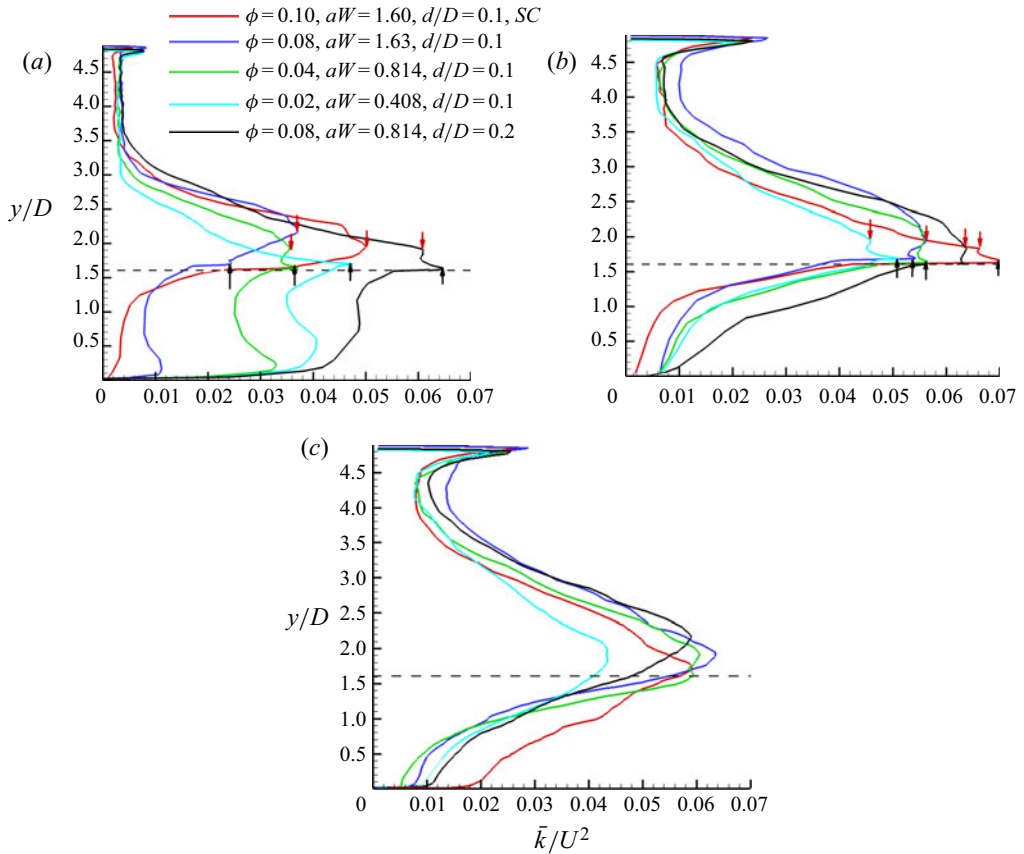 ϕ = 0.10, aW = 1.60, d/D = 0.1, SC
ϕ = 0.08, aW = 1.63, d/D = 0.1
ϕ = 0.04, aW = 0.814, d/D = 0.1
ϕ = 0.02, aW = 0.408, d/D = 0.1
ϕ = 0.08, aW = 0.814, d/D = 0.2
(a)
4.5
4.0
3.5
3.0
2.5
2.0
1.5
1.0
0.5
y/D
0 0.01 0.02 0.03 0.04 0.05 0.06 0.07
(b)
4.5
4.0
3.5
3.0
2.5
2.0
1.5
1.0
0.5
0 0.01 0.02 0.03 0.04 0.05 0.06 0.07
(c)
4.5
4.0
3.5
3.0
2.5
2.0
1.5
1.0
0.5
y/D
0 0.01 0.02 0.03 0.04 0.05 0.06 0.07
k̄/U²